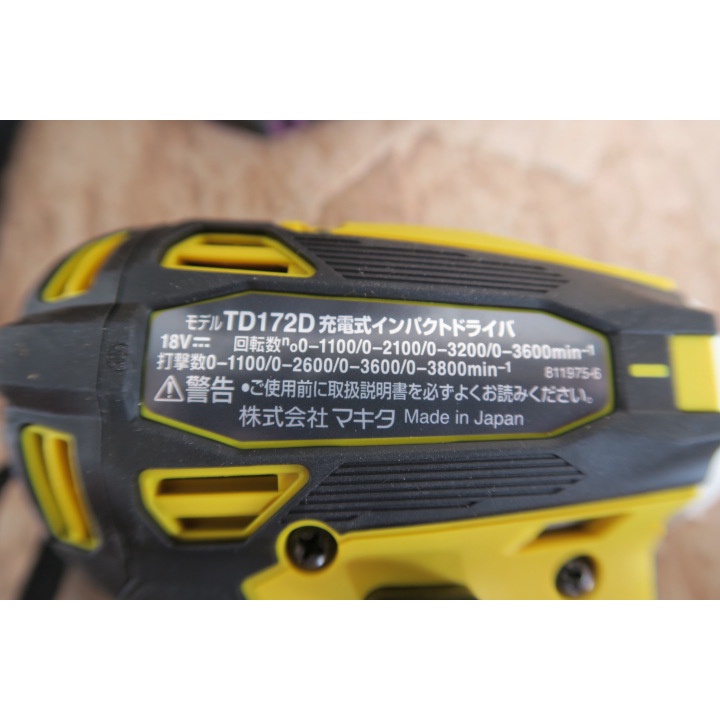 モデル TD172D 充電式インパクトドライバ
18V⎓ 回転数n₀0-1100/0-2100/0-3200/0-3600min⁻¹
打撃数0-1100/0-2600/0-3600/0-3800min⁻¹ 811975-6
⚠警告 •ご使用前に取扱説明書を必ずよくお読みください。
株式会社マキタ Made in Japan